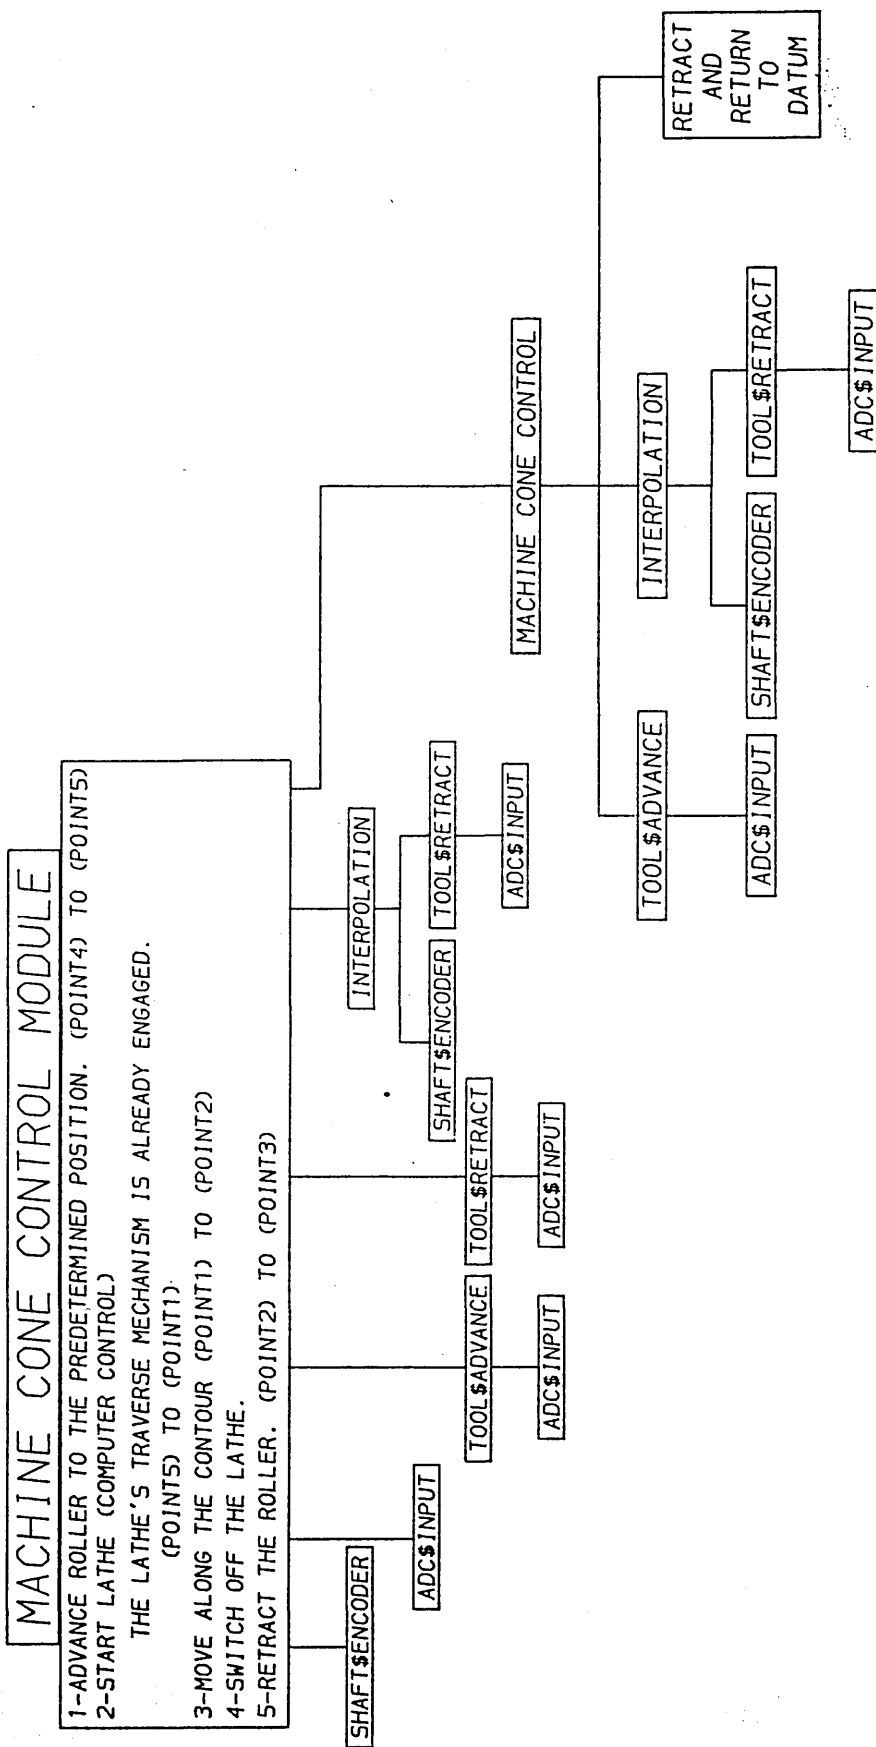 MACHINE CONE CONTROL MODULE
1-ADVANCE ROLLER TO THE PREDETERMINED POSITION. (POINT4) TO (POINT5)
2-START LATHE (COMPUTER CONTROL)
THE LATHE'S TRAVERSE MECHANISM IS ALREADY ENGAGED.
(POINT5) TO (POINT1)
3-MOVE ALONG THE CONTOUR (POINT1) TO (POINT2)
4-SWITCH OFF THE LATHE.
5-RETRACT THE ROLLER. (POINT2) TO (POINT3)
SHAFT$ENCODER
ADC$INPUT
TOOL$ADVANCE
ADC$INPUT
TOOL$RETRACT
ADC$INPUT
INTERPOLATION
SHAFT$ENCODER
TOOL$RETRACT
ADC$INPUT
MACHINE CONE CONTROL
TOOL$ADVANCE
ADC$INPUT
INTERPOLATION
SHAFT$ENCODER
TOOL$RETRACT
ADC$INPUT
RETRACT
AND
RETURN
TO
DATUM